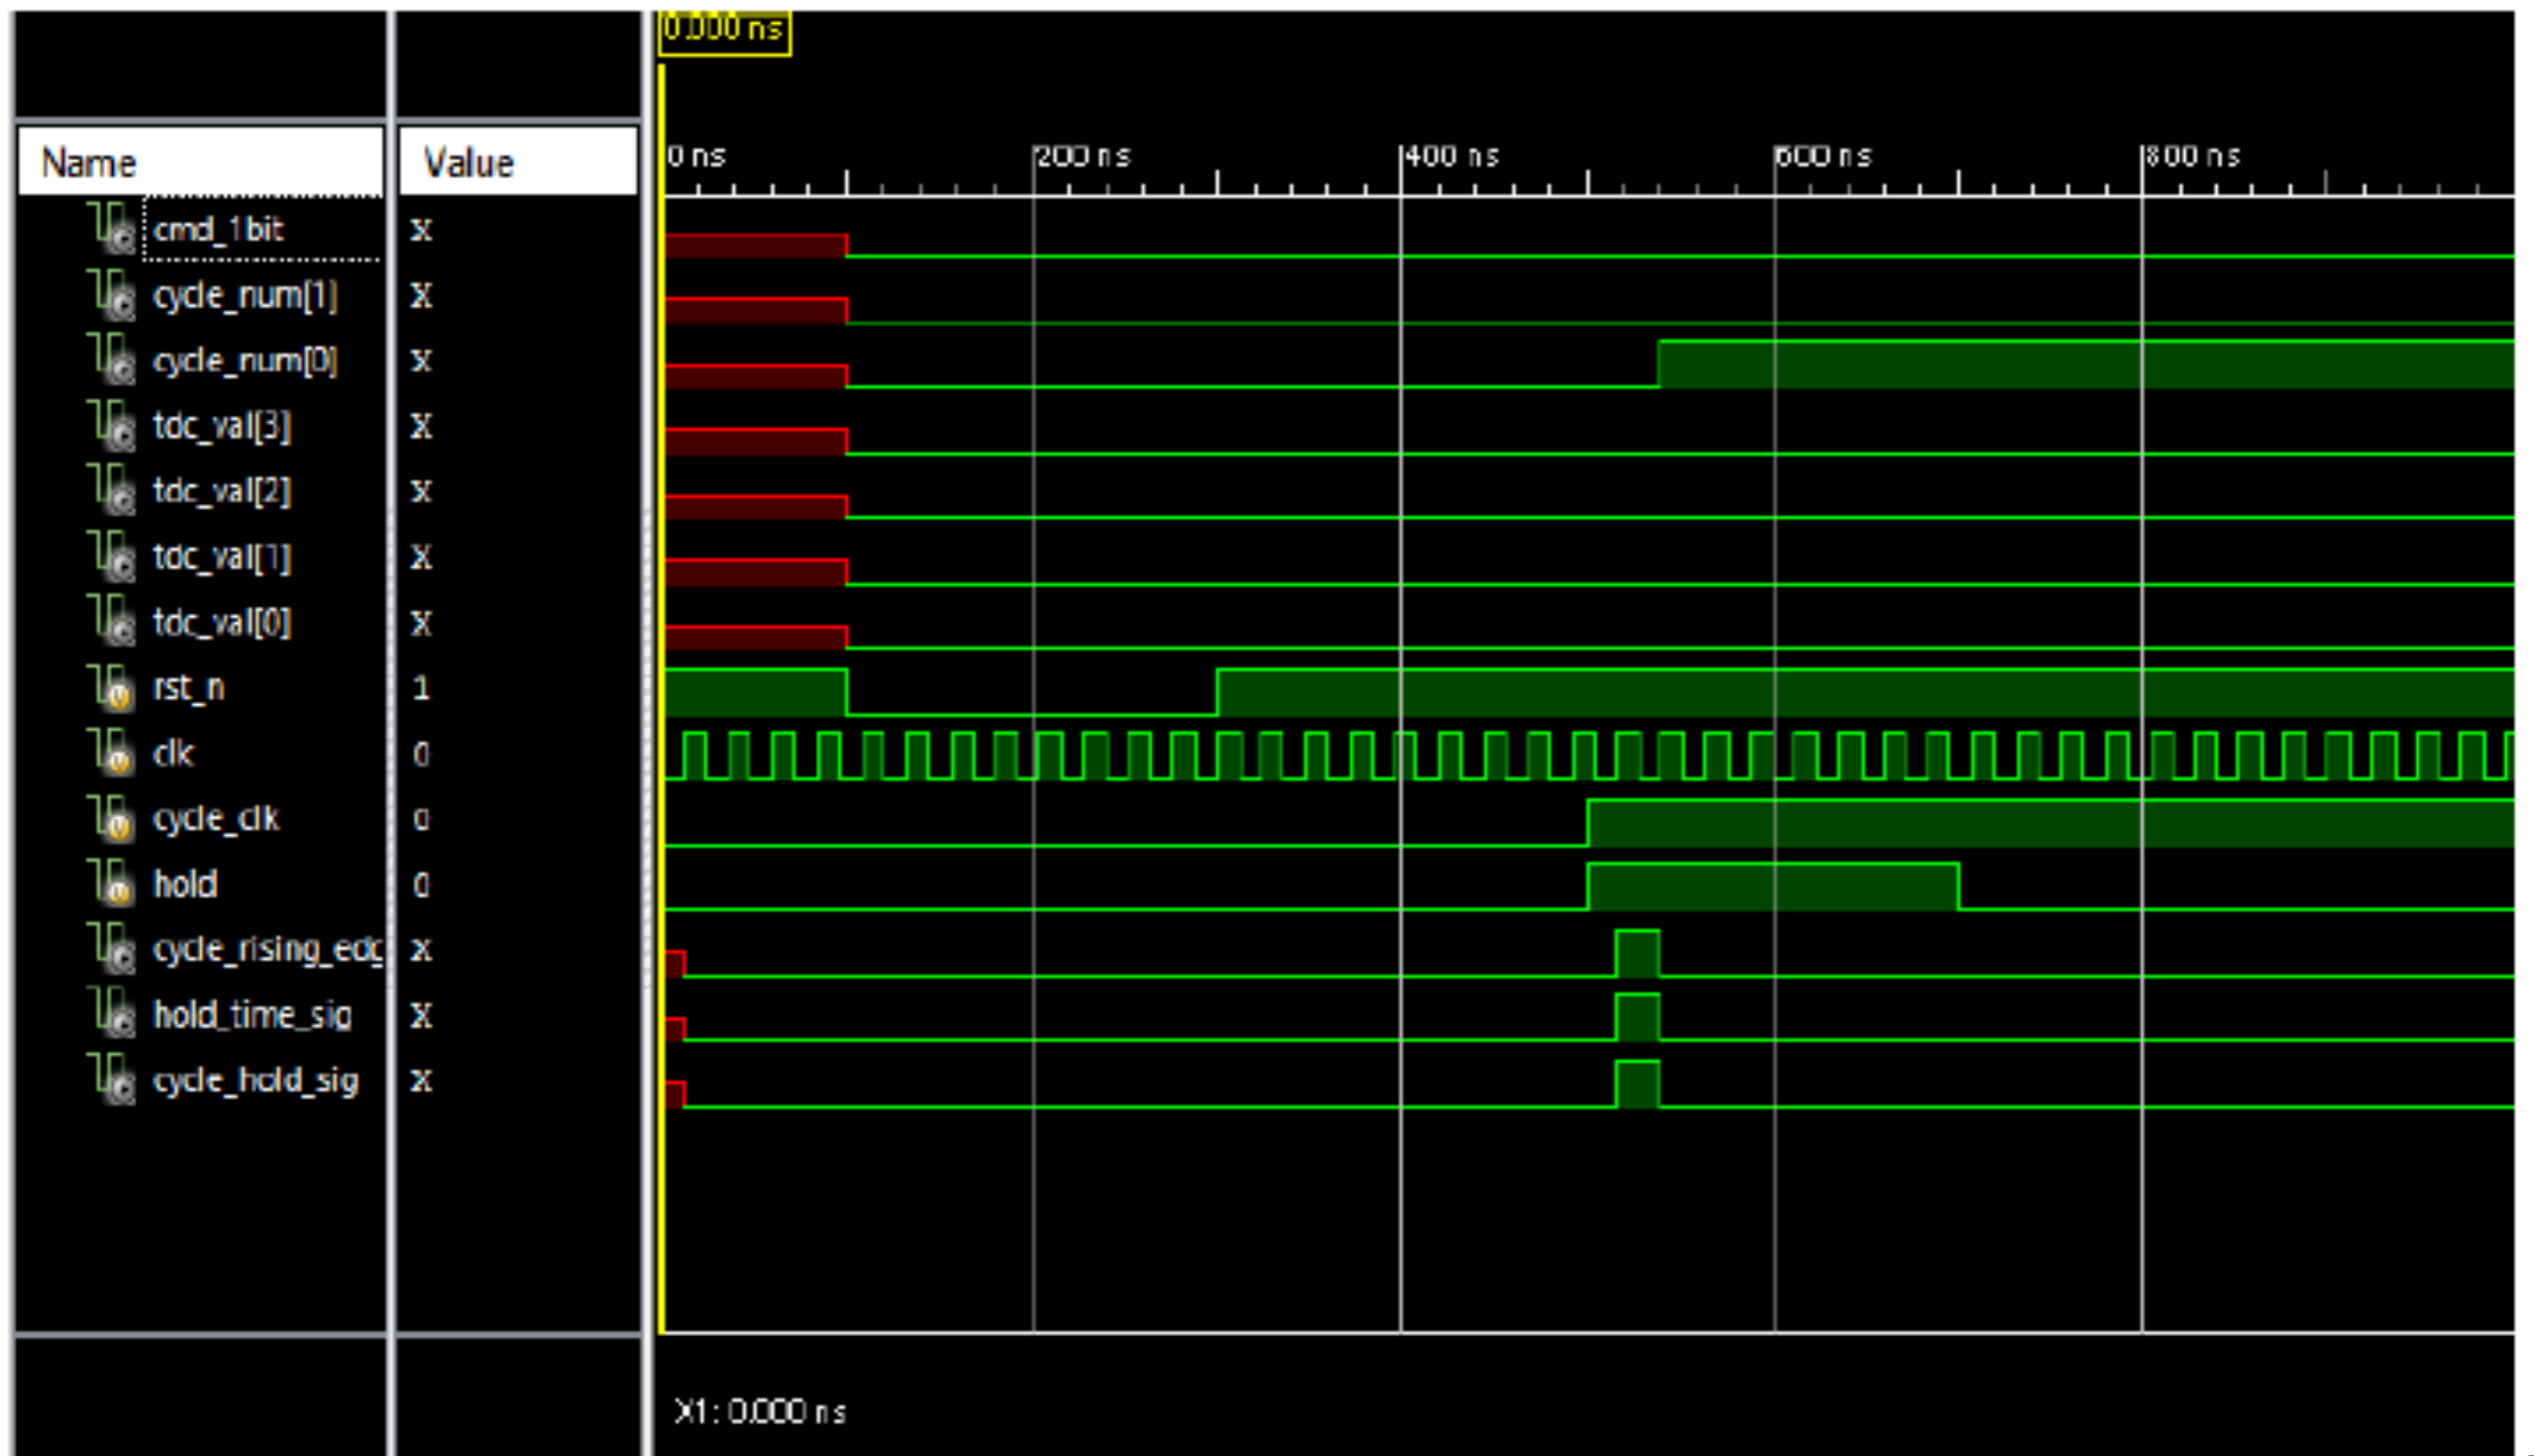 0.000 ns
Name Value
0 ns 200 ns 400 ns 600 ns 800 ns
cmd_1bit X
cycle_num[1] X
cycle_num[0] X
tdc_val[3] X
tdc_val[2] X
tdc_val[1] X
tdc_val[0] X
rst_n 1
clk 0
cycle_clk 0
hold 0
cycle_rising_edg X
hold_time_sig X
cycle_hold_sig X
X1: 0.000 ns